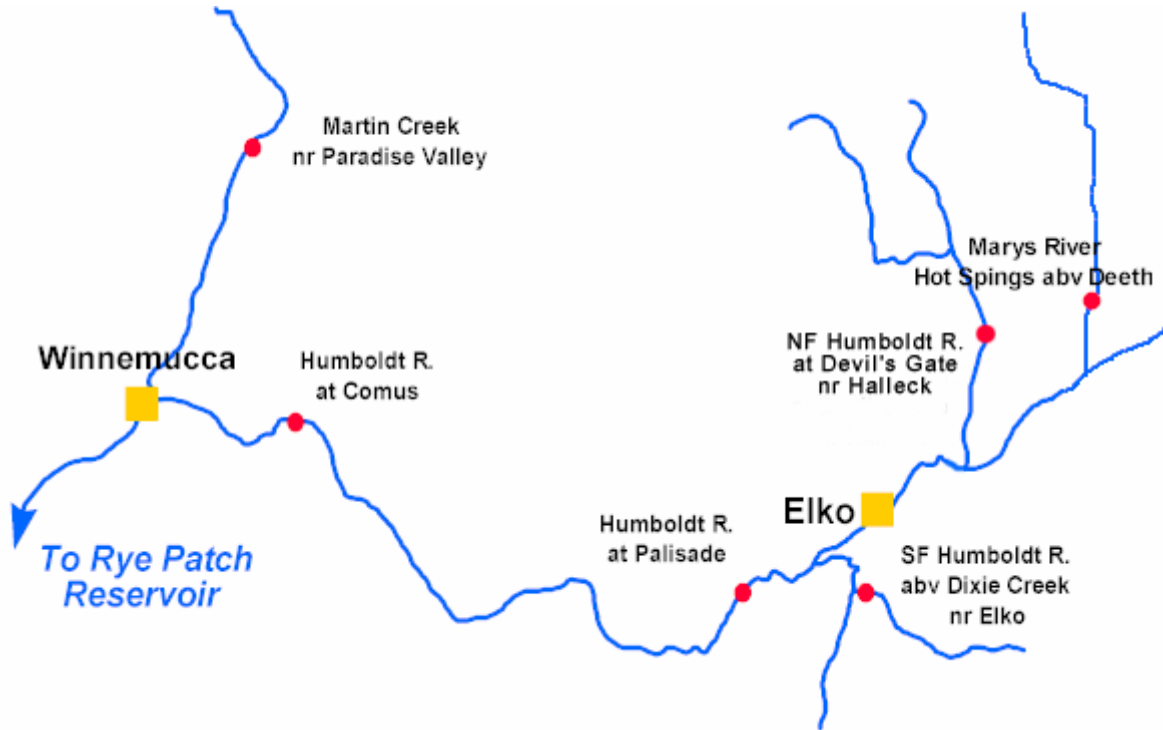 Martin Creek
nr Paradise Valley
Marys River
Hot Spings abv Deeth
NF Humboldt R.
at Devil's Gate
nr Halleck
Winnemucca
Humboldt R.
at Comus
Elko
Humboldt R.
at Palisade
SF Humboldt R.
abv Dixie Creek
nr Elko
To Rye Patch
Reservoir